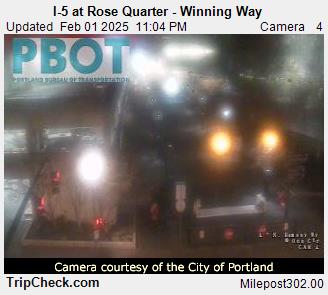 I-5 at Rose Quarter - Winning Way
Updated Feb 01 2025 11:04 PM Camera 4
PBOT
PORTLAND BUREAU OF TRANSPORTATION
Camera courtesy of the City of Portland
TripCheck.com Milepost302.00